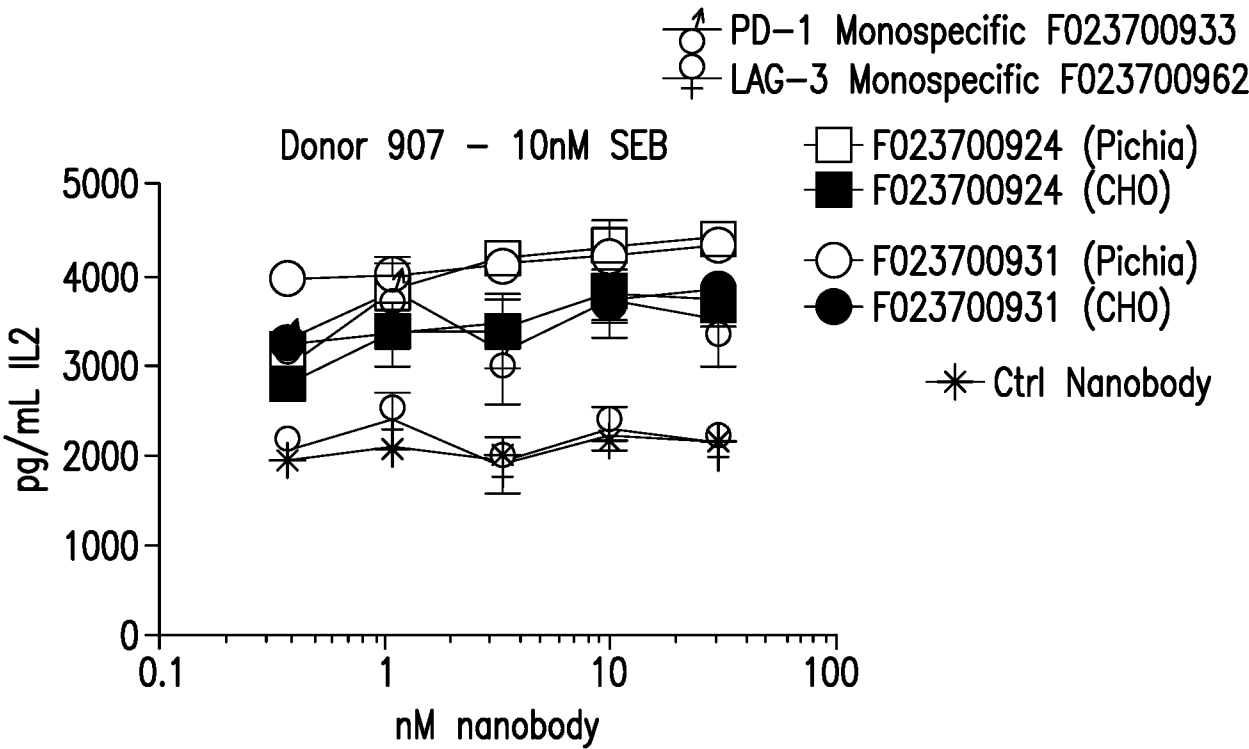 PD-1 Monospecific F023700933
LAG-3 Monospecific F023700962
Donor 907 - 10nM SEB
F023700924 (Pichia)
F023700924 (CHO)
F023700931 (Pichia)
F023700931 (CHO)
Ctrl Nanobody
pg/mL IL2
5000
4000
3000
2000
1000
0
0.1 1 10 100
nM nanobody